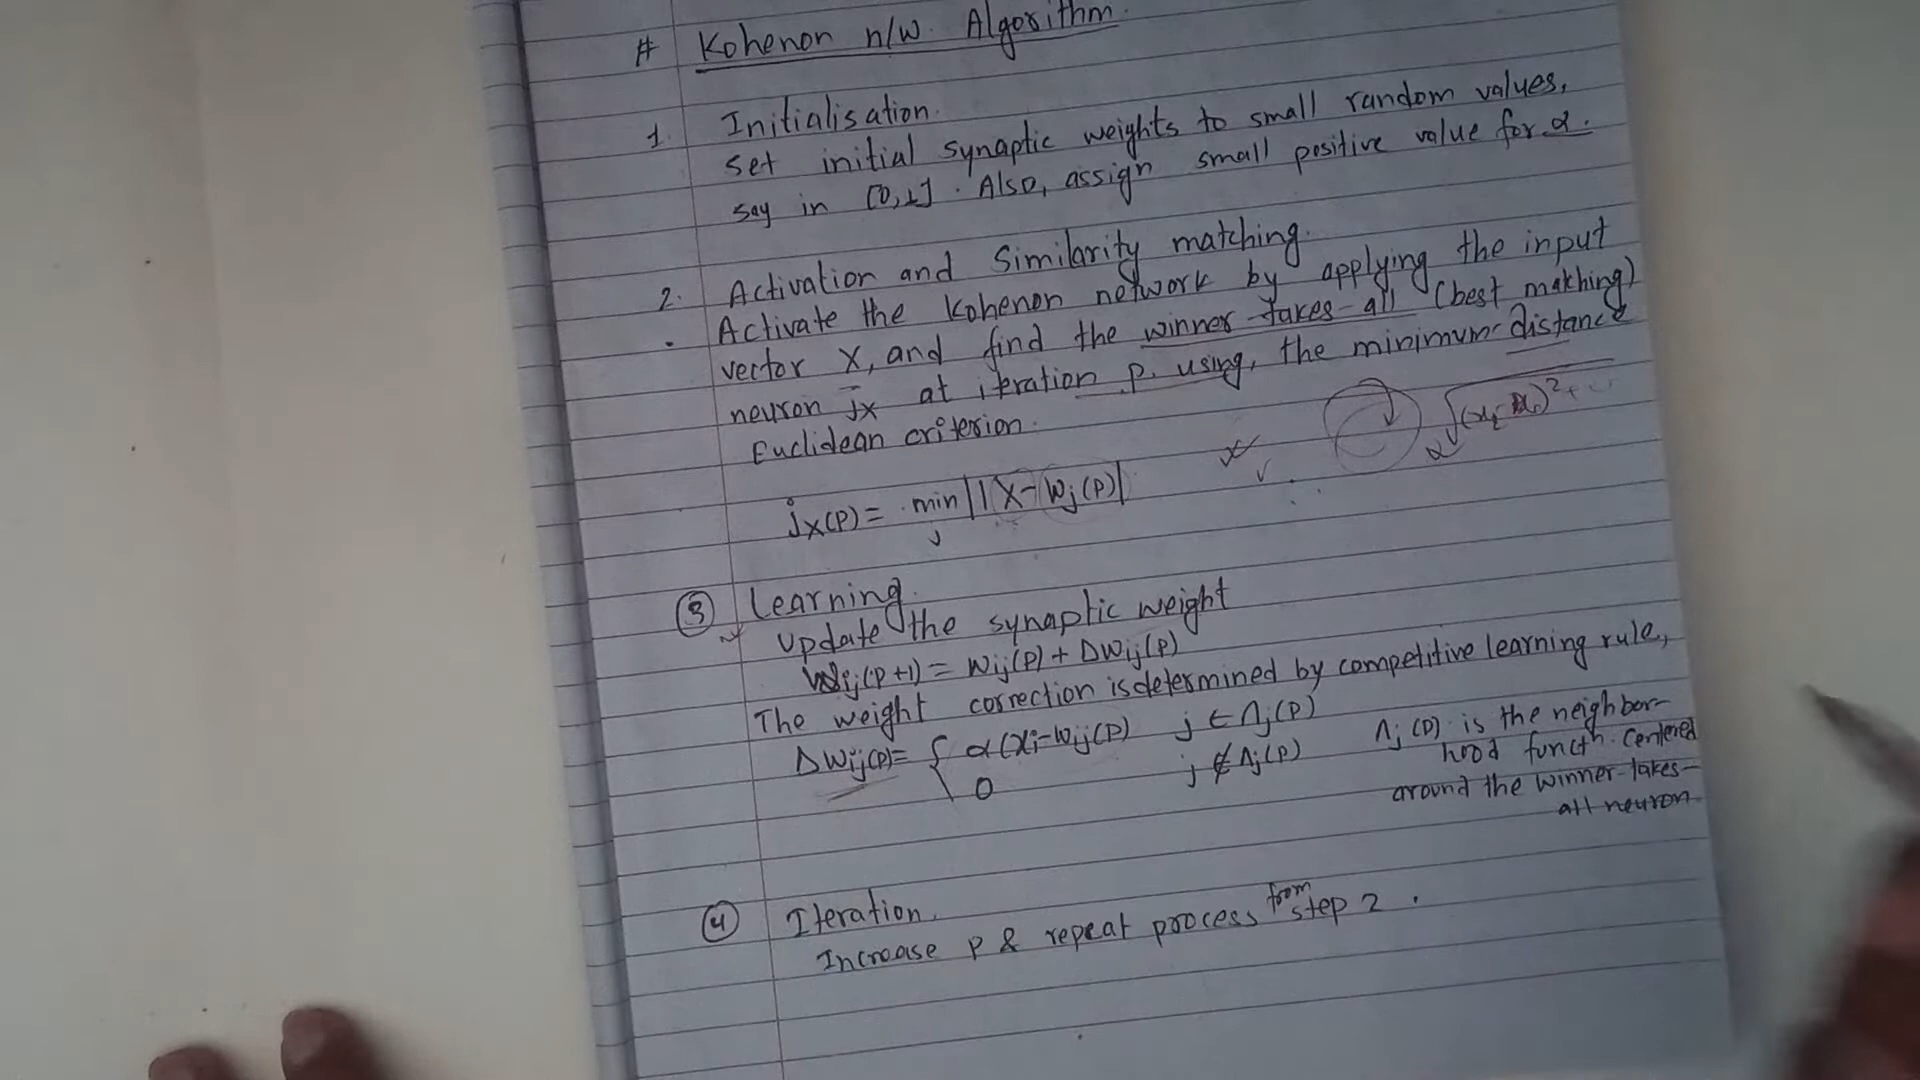 # Kohenon n/w. Algorithm.
1. Initialisation.
set initial synaptic weights to small random values,
say in [0,1]. Also, assign small positive value for α.
2. Activation and Similarity matching.
. Activate the Kohenon network by applying the input
vector X, and find the winner-takes-all (best matching)
neuron jx at iteration p. using, the minimum-distance
Euclidean criterion.
jx(p) = min ||X-Wj(p)|
j
③ Learning.
Update the synaptic weight
Wij(p+1) = Wij(p) + ΔWij(p)
The weight correction is determined by competitive learning rule,
ΔWij(p) = { α(xi-wij(p) j ∈ Λj(p)
0 j ∉ Λj(p)
Λj(p) is the neighbor-
hood functn. centered
around the winner-takes-
all neuron
④ Iteration.
Increase p & repeat process from step 2.